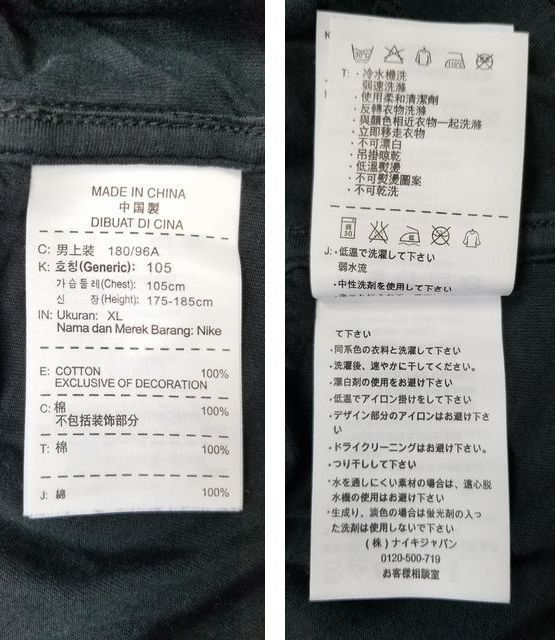 MADE IN CHINA
中国製
DIBUAT DI CINA
C: 男上装 180/96A
K: 호칭(Generic): 105
가슴둘레(Chest): 105cm
신 장(Height): 175-185cm
IN: Ukuran: XL
Nama dan Merek Barang: Nike
E: COTTON 100%
EXCLUSIVE OF DECORATION
C: 棉 100%
不包括装饰部分
T: 棉 100%
J: 綿 100%
K
30°C
110°C
T: ·冷水機洗
弱速洗滌
·使用柔和清潔劑
·反轉衣物洗滌
·與顏色相近衣物一起洗滌
·立即移走衣物
·不可漂白
·吊掛晾乾
·低溫熨燙
·不可熨燙圖案
·不可乾洗
弱
30
低
J: ·低温で洗濯して下さい
弱水流
·中性洗剤を使用して下さい
て下さい
·同系色の衣料と洗濯して下さい
·洗濯後、速やかに干してください。
·漂白剤の使用をお避け下さい
·低温でアイロン掛けをして下さい
·デザイン部分のアイロンはお避け下さ
い
·ドライクリーニングはお避け下さい。
·つり干しして下さい
·水を通しにくい素材の場合は、遠心脱
水機の使用はお避け下さい
·生成り、淡色の場合は蛍光剤の入っ
た洗剤は使用しないで下さい
(株)ナイキジャパン
0120-500-719
お客様相談室